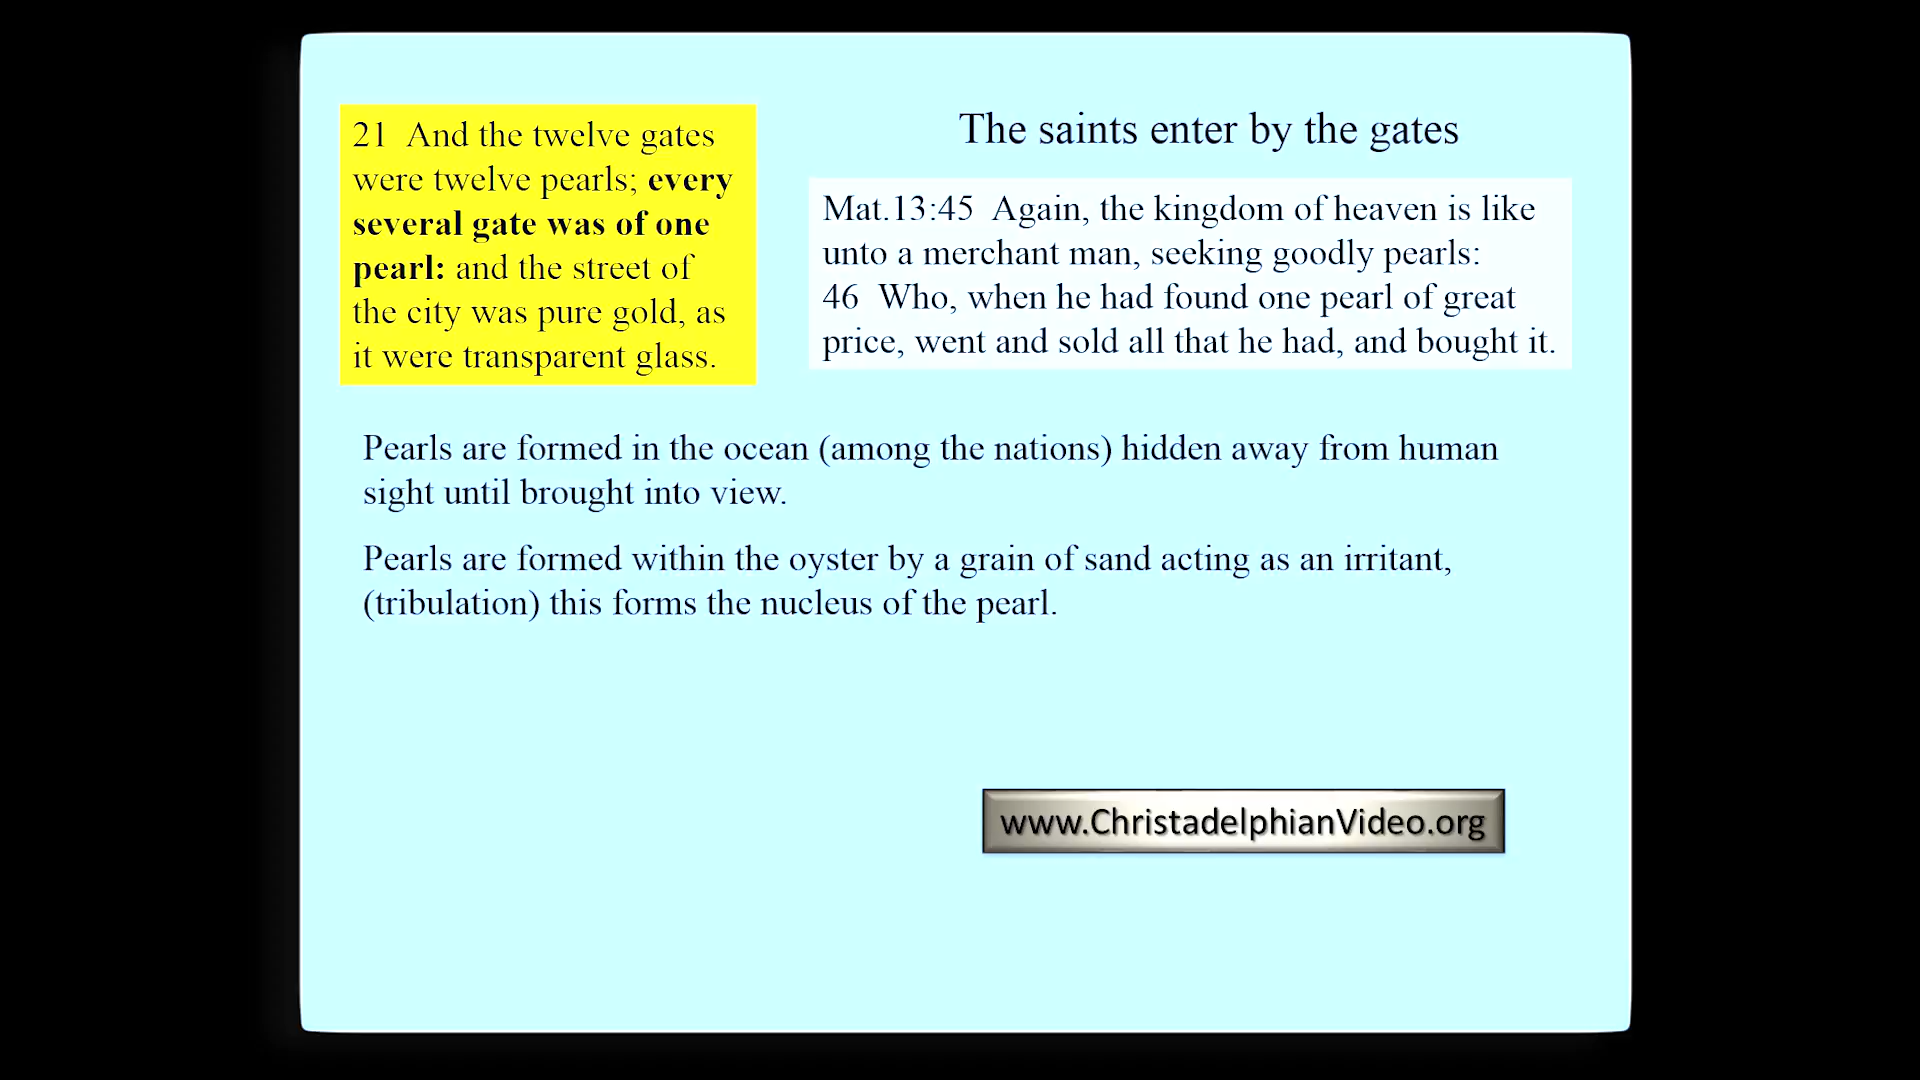 21 And the twelve gates
were twelve pearls; every
several gate was of one
pearl: and the street of
the city was pure gold, as
it were transparent glass.
The saints enter by the gates
Mat.13:45 Again, the kingdom of heaven is like
unto a merchant man, seeking goodly pearls:
46 Who, when he had found one pearl of great
price, went and sold all that he had, and bought it.
Pearls are formed in the ocean (among the nations) hidden away from human
sight until brought into view.
Pearls are formed within the oyster by a grain of sand acting as an irritant,
(tribulation) this forms the nucleus of the pearl.
www.ChristadelphianVideo.org